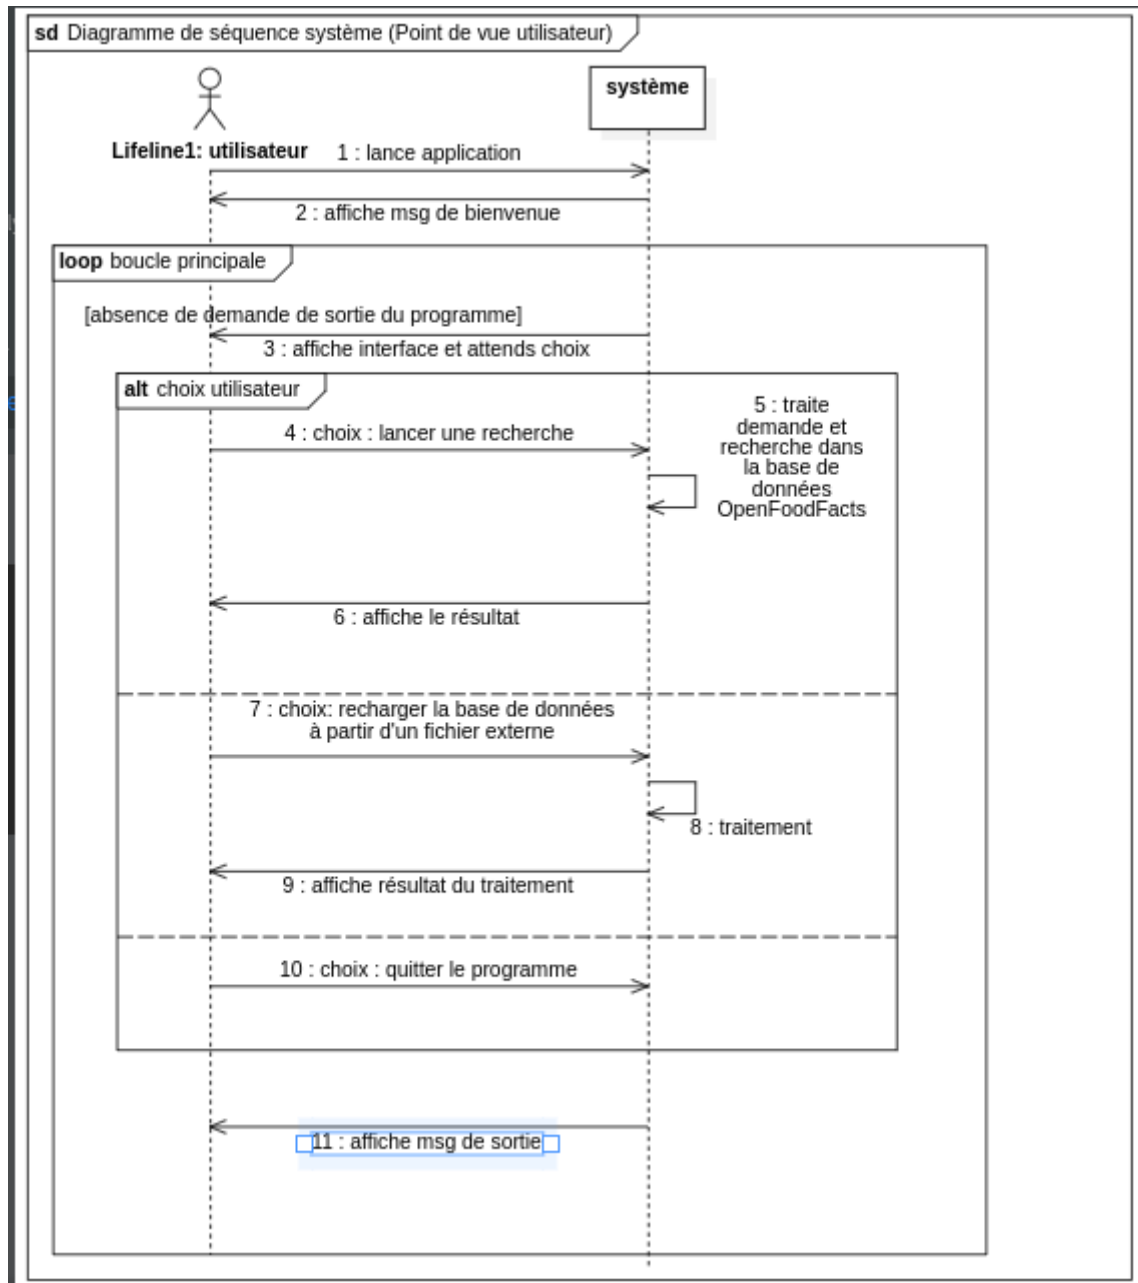 sd Diagramme de séquence système (Point de vue utilisateur)
système
Lifeline1: utilisateur
1 : lance application
2 : affiche msg de bienvenue
loop boucle principale
[absence de demande de sortie du programme]
3 : affiche interface et attends choix
alt choix utilisateur
4 : choix : lancer une recherche
5 : traite
demande et
recherche dans
la base de
données
OpenFoodFacts
6 : affiche le résultat
7 : choix: recharger la base de données
à partir d'un fichier externe
8 : traitement
9 : affiche résultat du traitement
10 : choix : quitter le programme
11 : affiche msg de sortie